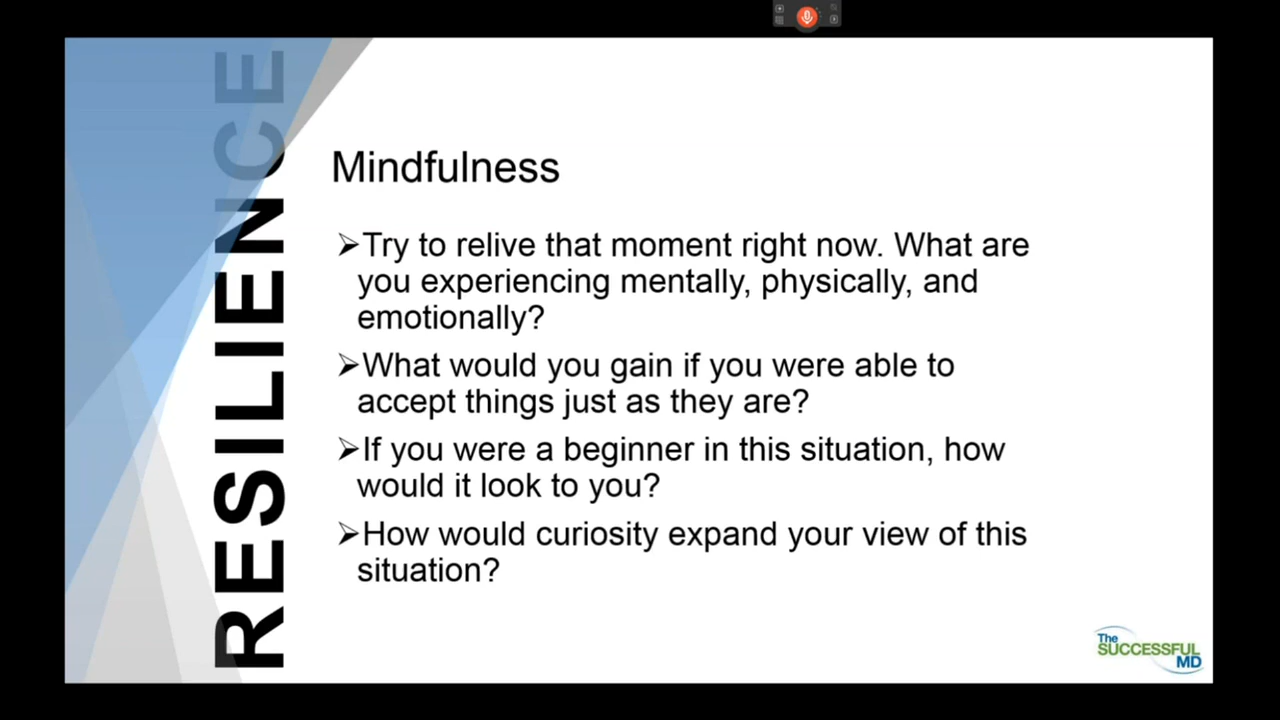 RESILIENCE
Mindfulness
➢Try to relive that moment right now. What are
you experiencing mentally, physically, and
emotionally?
➢What would you gain if you were able to
accept things just as they are?
➢If you were a beginner in this situation, how
would it look to you?
➢How would curiosity expand your view of this
situation?
The
SUCCESSFUL
MD